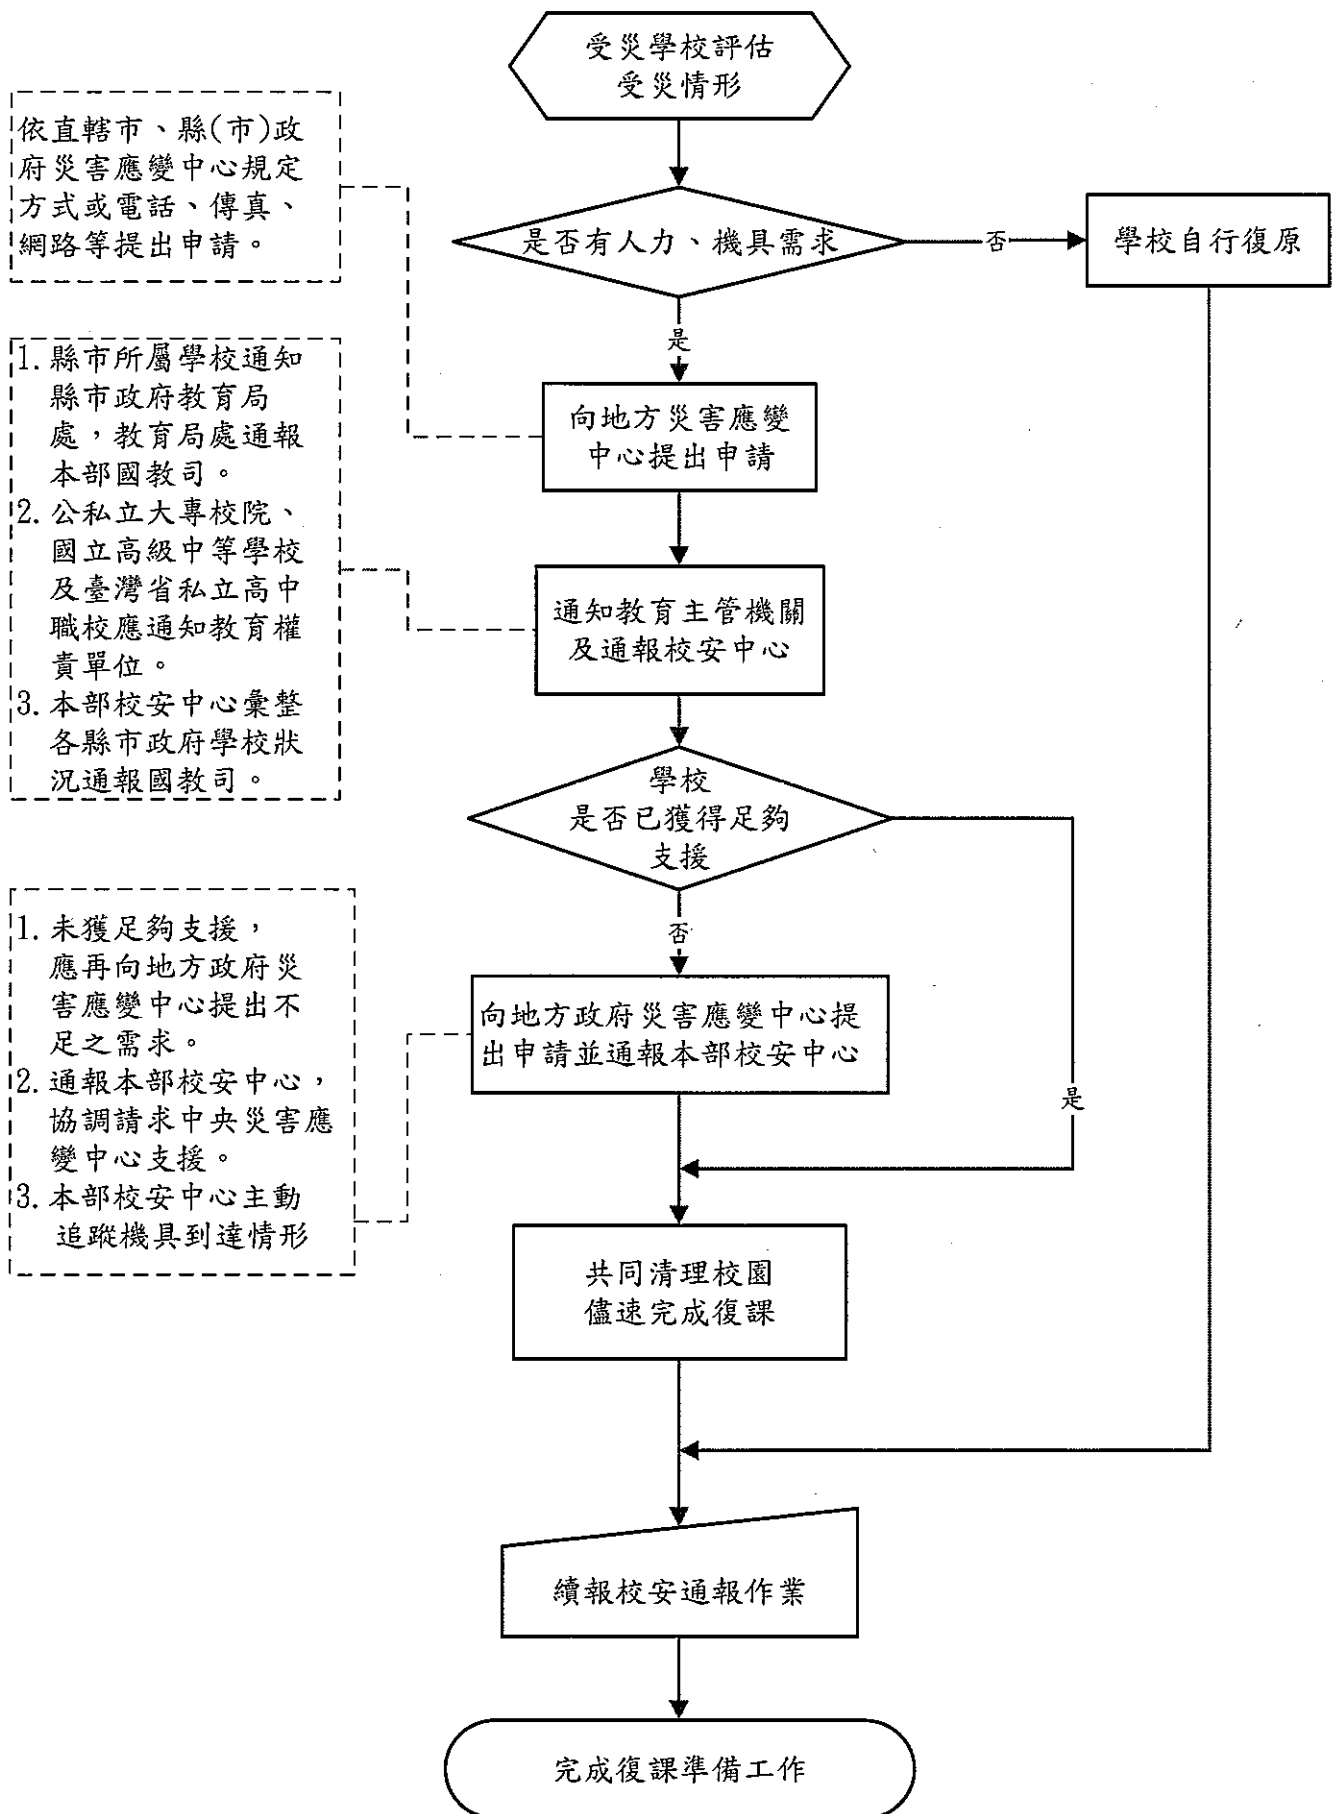 受災學校評估
受災情形
依直轄市、縣(市)政
府災害應變中心規定
方式或電話、傳真、
網路等提出申請。
是否有人力、機具需求
否
學校自行復原
是
1. 縣市所屬學校通知
縣市政府教育局
處，教育局處通報
本部國教司。
2. 公私立大專校院、
國立高級中等學校
及臺灣省私立高中
職校應通知教育權
責單位。
3. 本部校安中心彙整
各縣市政府學校狀
況通報國教司。
向地方災害應變
中心提出申請
通知教育主管機關
及通報校安中心
學校
是否已獲得足夠
支援
否
是
1. 未獲足夠支援，
應再向地方政府災
害應變中心提出不
足之需求。
2. 通報本部校安中心，
協調請求中央災害應
變中心支援。
3. 本部校安中心主動
追蹤機具到達情形
向地方政府災害應變中心提
出申請並通報本部校安中心
共同清理校園
儘速完成復課
續報校安通報作業
完成復課準備工作